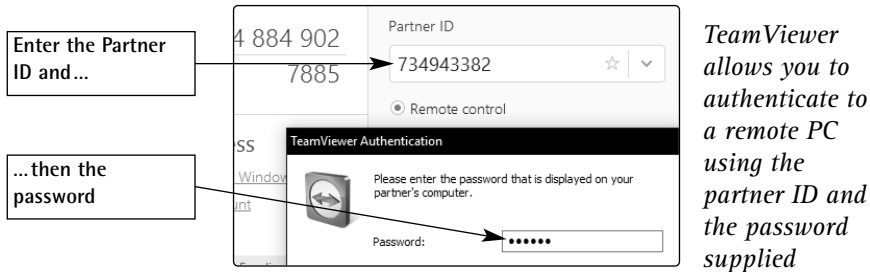 Enter the Partner
ID and...
...then the
password
4 884 902
7885
ss
Window
unt
Partner ID
734943382
Remote control
TeamViewer Authentication
Please enter the password that is displayed on your
partner's computer.
Password:
••••••
TeamViewer
allows you to
authenticate to
a remote PC
using the
partner ID and
the password
supplied